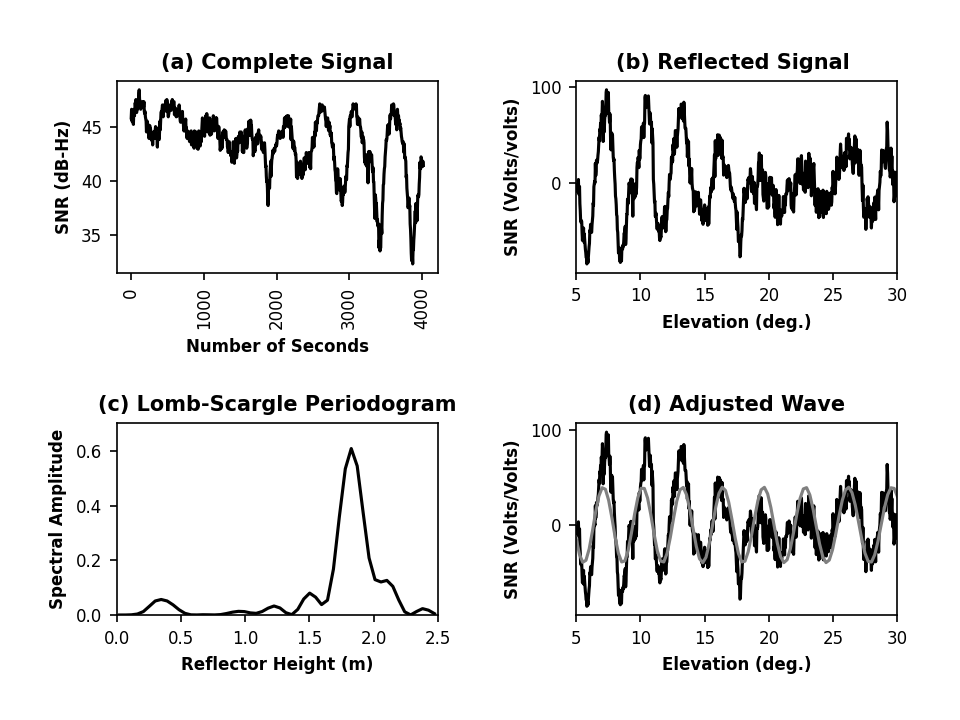 (a) Complete Signal
SNR (dB-Hz)
45
40
35
0
1000
2000
3000
4000
Number of Seconds
(b) Reflected Signal
SNR (Volts/volts)
100
0
5
10
15
20
25
30
Elevation (deg.)
(c) Lomb-Scargle Periodogram
Spectral Amplitude
0.6
0.4
0.2
0.0
0.0
0.5
1.0
1.5
2.0
2.5
Reflector Height (m)
(d) Adjusted Wave
SNR (Volts/Volts)
100
0
5
10
15
20
25
30
Elevation (deg.)